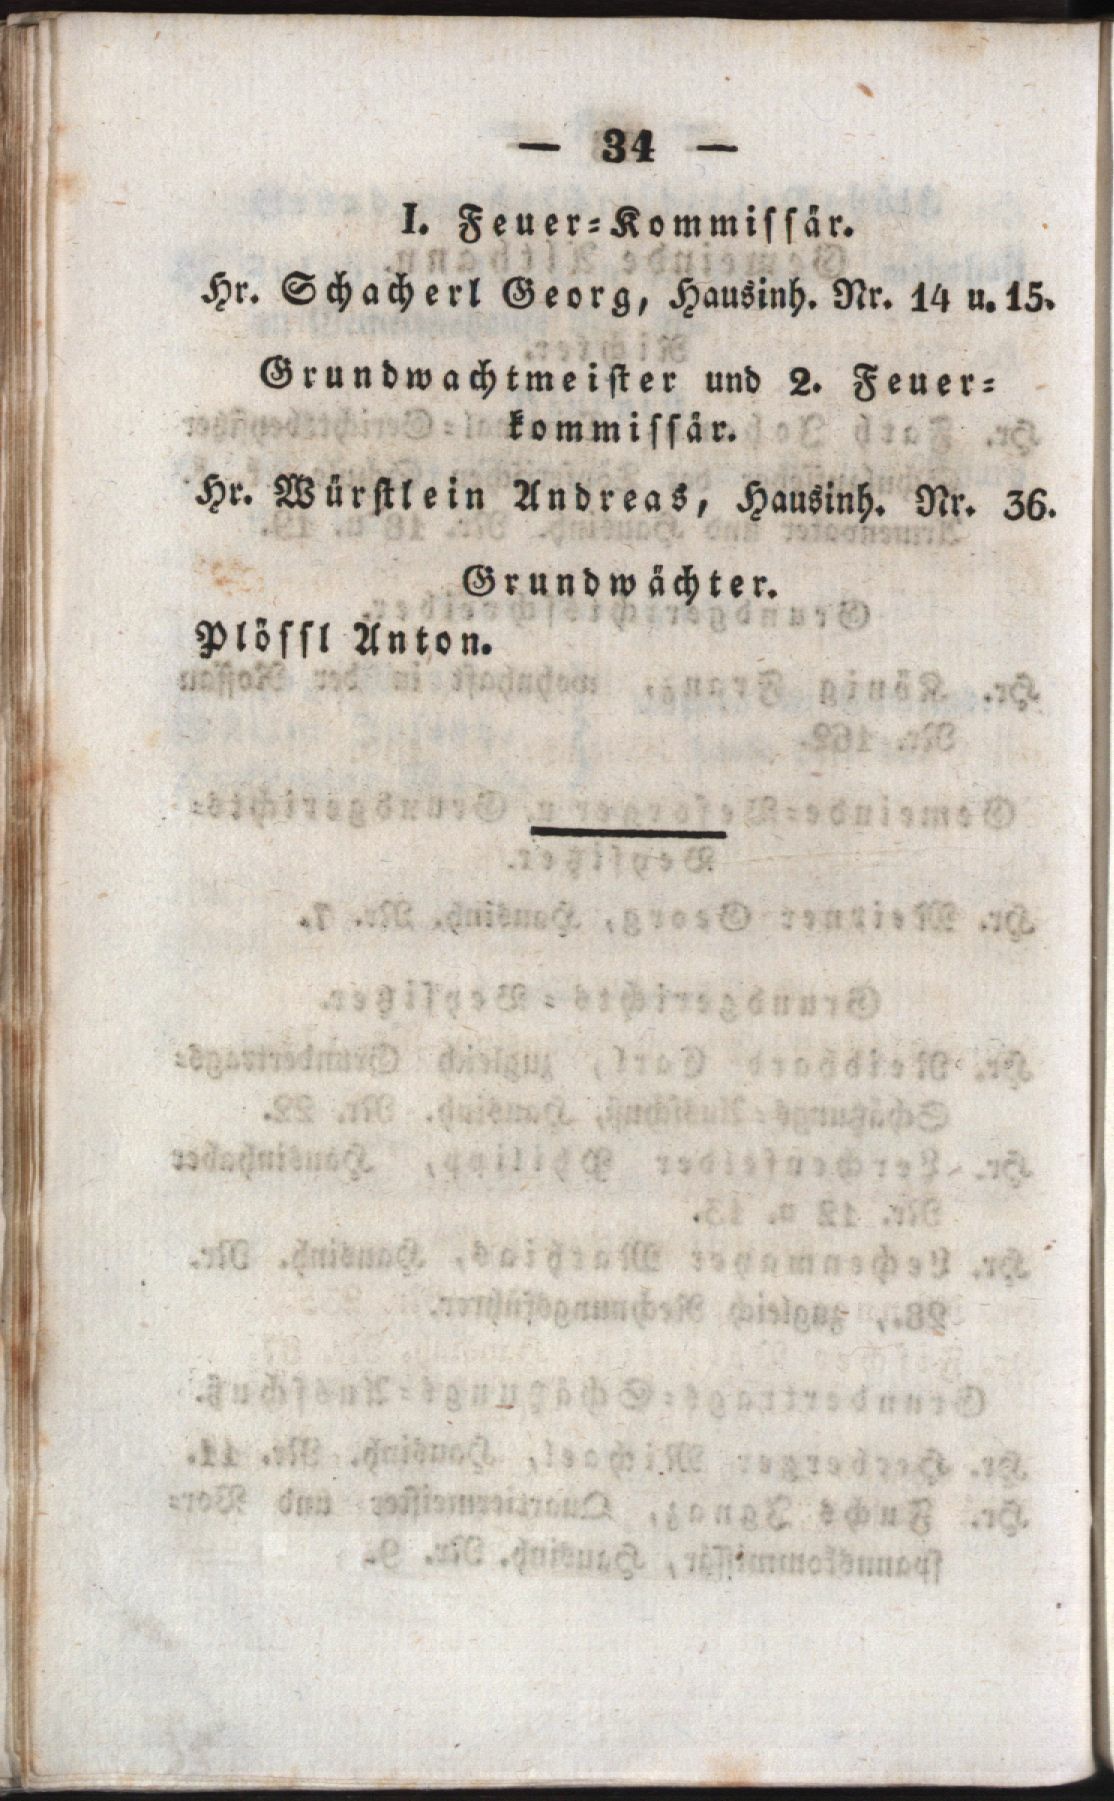 — 34 —
I. Feuer=Kommissär.
Hr. Schacherl Georg, Hausinh. Nr. 14 u. 15.
Grundwachtmeister und 2. Feuer=
kommissär.
Hr. Würstlein Andreas, Hausinh. Nr. 36.
Grundwächter.
Plössl Anton.